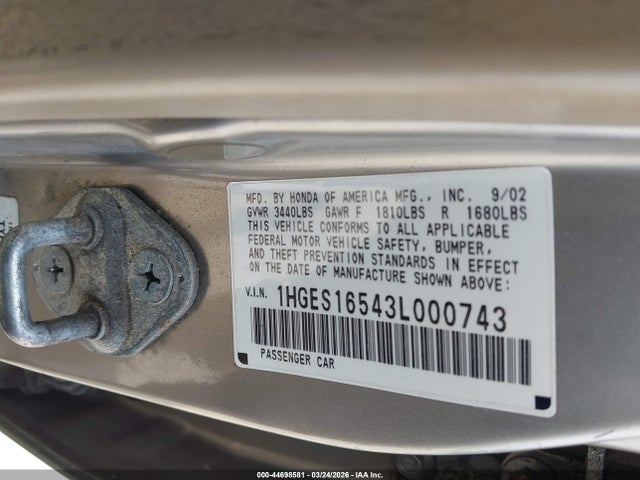 MFD. BY HONDA OF AMERICA MFG., INC. 9/02
GVWR 3440LBS GAWR F 1810LBS R 1680LBS
THIS VEHICLE CONFORMS TO ALL APPLICABLE
FEDERAL MOTOR VEHICLE SAFETY, BUMPER,
AND THEFT PREVENTION STANDARDS IN EFFECT
ON THE DATE OF MANUFACTURE SHOWN ABOVE:
V.I.N. 1HGES16543L000743
PASSENGER CAR
000-44698581 - 03/24/2026 - IAA Inc.